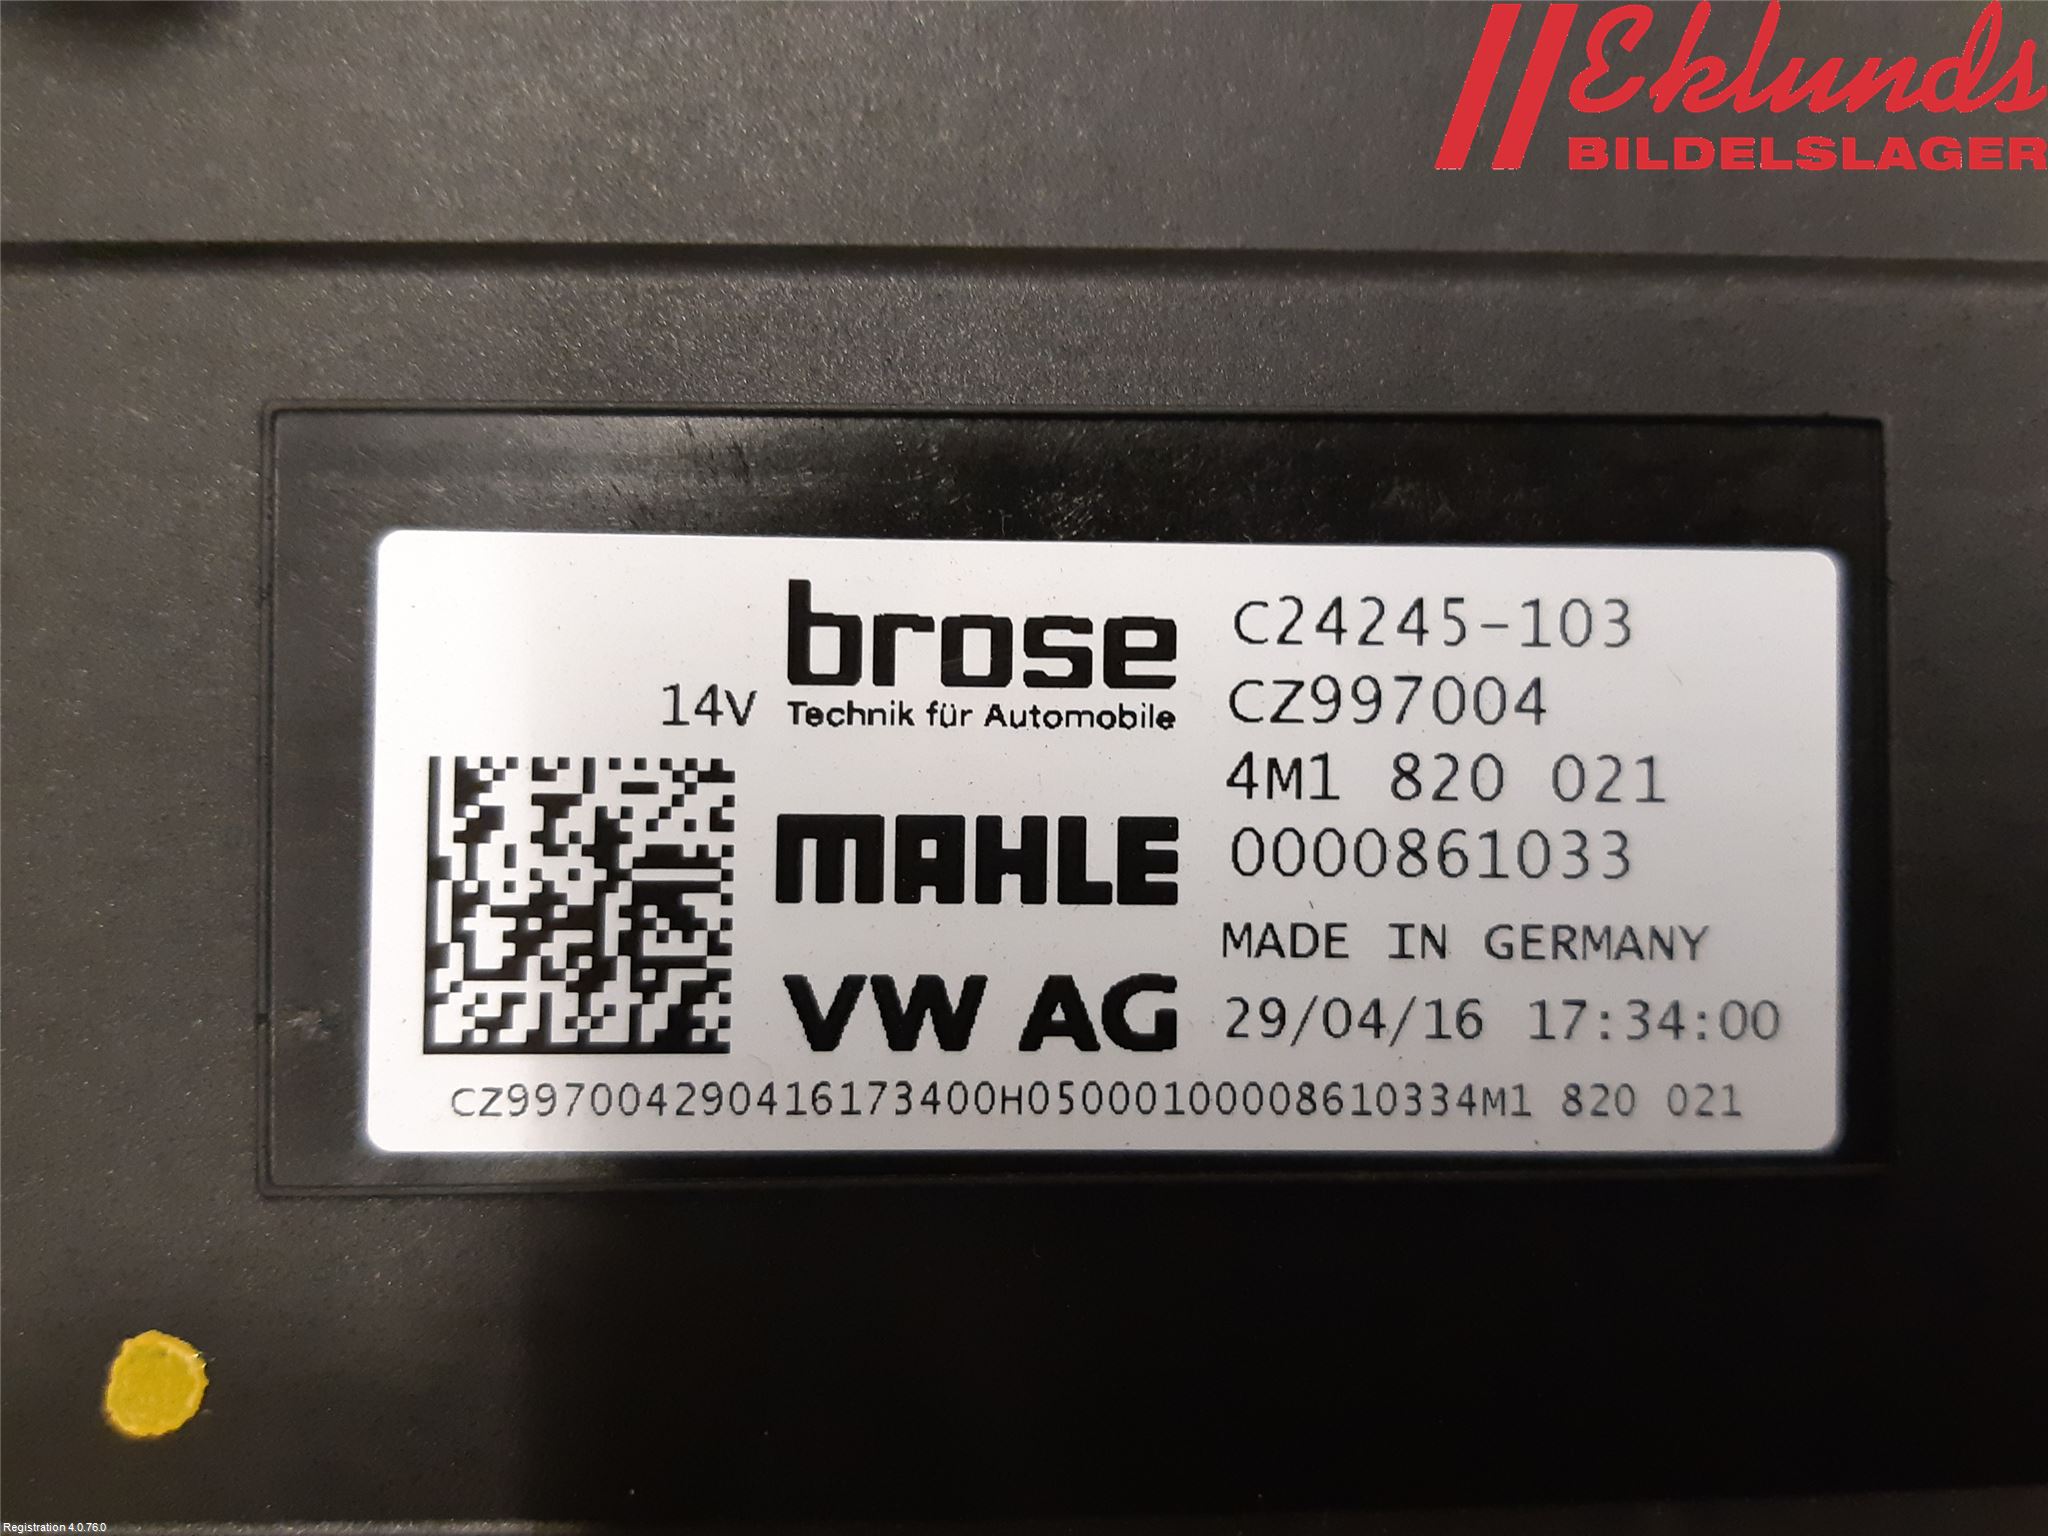 Eklunds
BILDELSLAGER
brose
14V Technik für Automobile
MAHLE
VW AG
C24245-103
CZ997004
4M1 820 021
0000861033
MADE IN GERMANY
29/04/16 17:34:00
CZ997004290416173400H05000100008610334M1 820 021
Registration 4.0.76.0